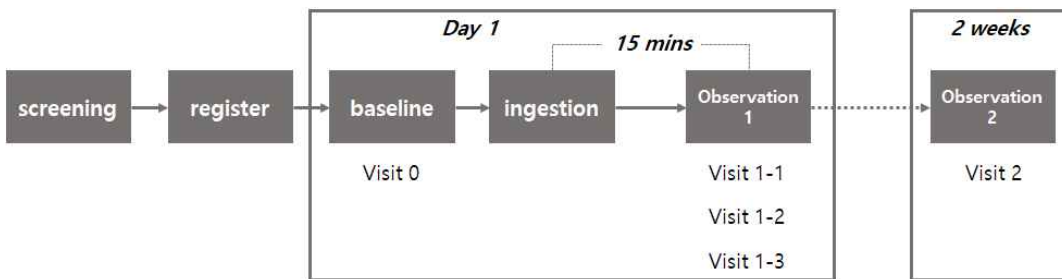 Day 1
2 weeks
15 mins
screening
register
baseline
ingestion
Observation
1
Observation
2
Visit 0
Visit 1-1
Visit 2
Visit 1-2
Visit 1-3